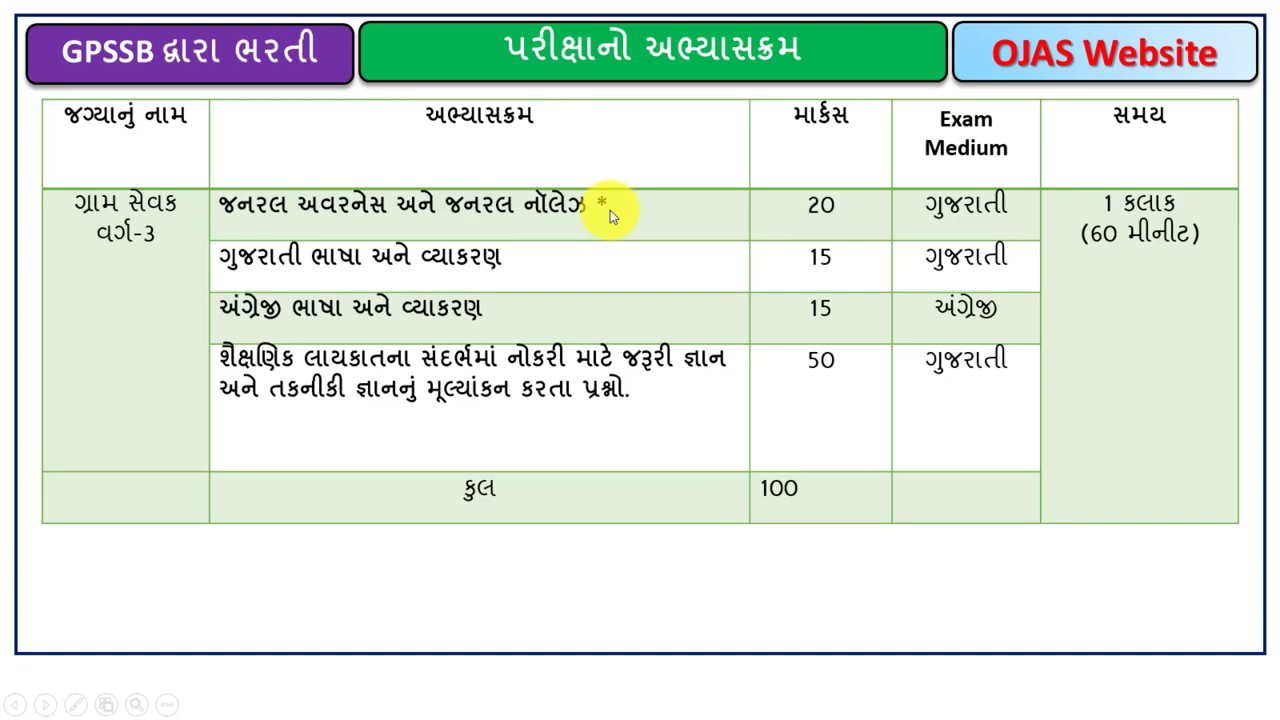 GPSSB દ્વારા ભરતી
પરીક્ષાનો અભ્યાસક્રમ
OJAS Website
જગ્યાનું નામ
અભ્યાસક્રમ
માર્કસ
Exam
Medium
સમય
ગ્રામ સેવક
વર્ગ-3
જનરલ અવરનેસ અને જનરલ નૉલેઝ *
20
ગુજરાતી
1 કલાક
(60 મીનીટ)
ગુજરાતી ભાષા અને વ્યાકરણ
15
ગુજરાતી
અંગ્રેજી ભાષા અને વ્યાકરણ
15
અંગ્રેજી
શૈક્ષણિક લાયકાતના સંદર્ભમાં નોકરી માટે જરૂરી જ્ઞાન
અને તકનીકી જ્ઞાનનું મૂલ્યાંકન કરતા પ્રશ્નો.
50
ગુજરાતી
કુલ
100